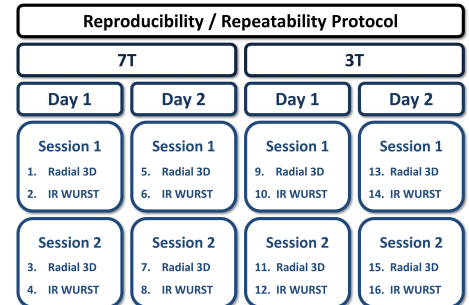 Reproducibility / Repeatability Protocol
7T
3T
Day 1
Day 2
Day 1
Day 2
Session 1
1. Radial 3D
2. IR WURST
Session 1
5. Radial 3D
6. IR WURST
Session 1
9. Radial 3D
10. IR WURST
Session 1
13. Radial 3D
14. IR WURST
Session 2
3. Radial 3D
4. IR WURST
Session 2
7. Radial 3D
8. IR WURST
Session 2
11. Radial 3D
12. IR WURST
Session 2
15. Radial 3D
16. IR WURST